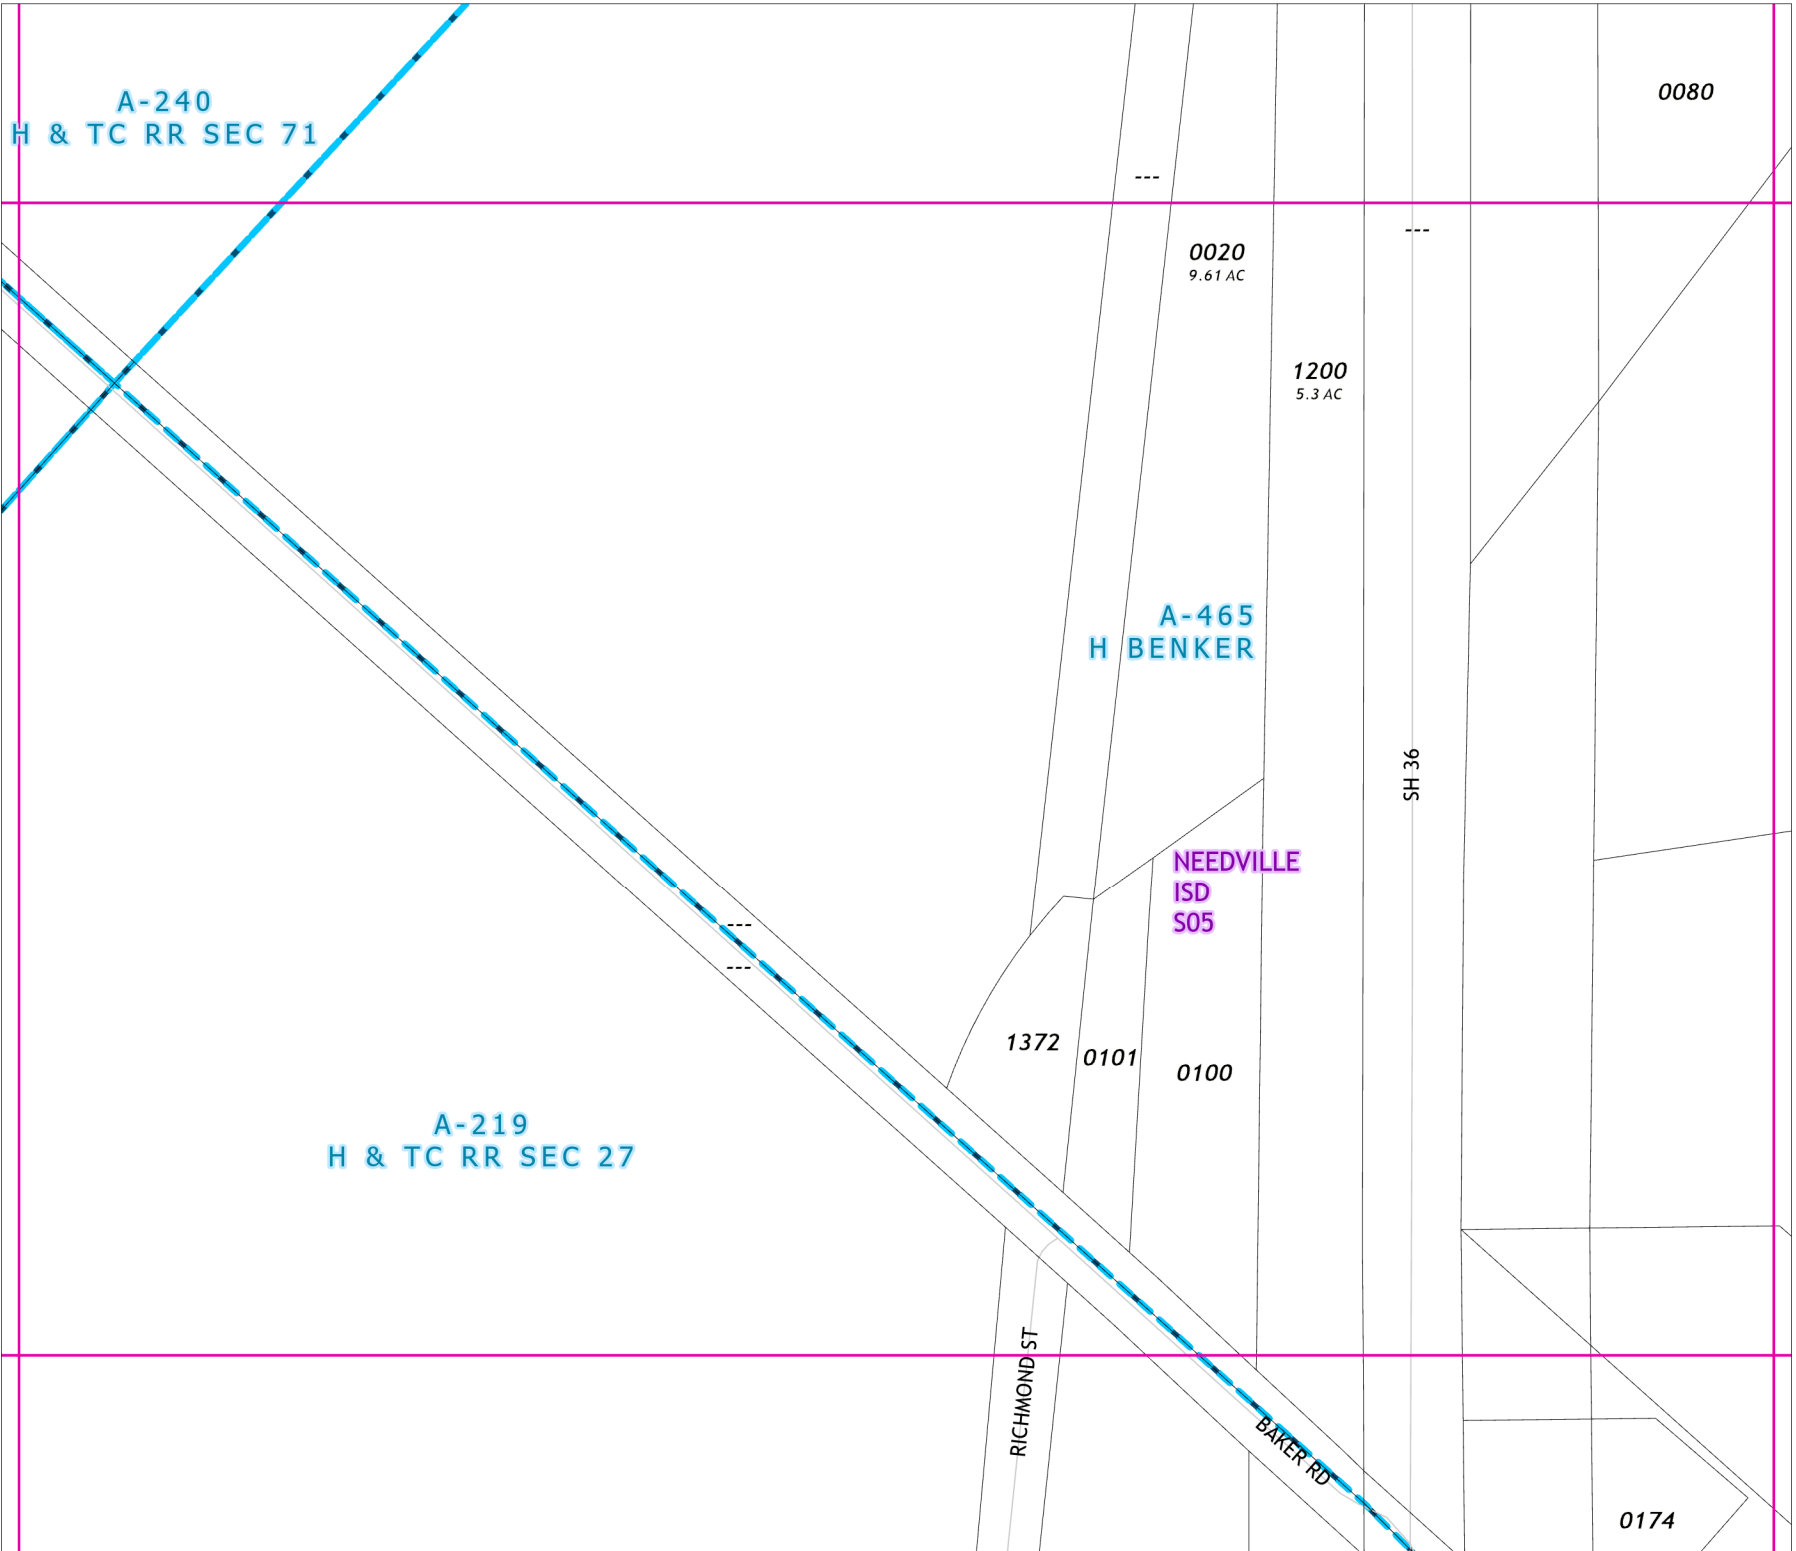 A-240
H & TC RR SEC 71
0080
---
---
0020
9.61 AC
1200
5.3 AC
A-465
H BENKER
SH 36
NEEDVILLE
ISD
S05
---
---
1372
0101
0100
A-219
H & TC RR SEC 27
RICHMOND ST
BAKER RD
0174